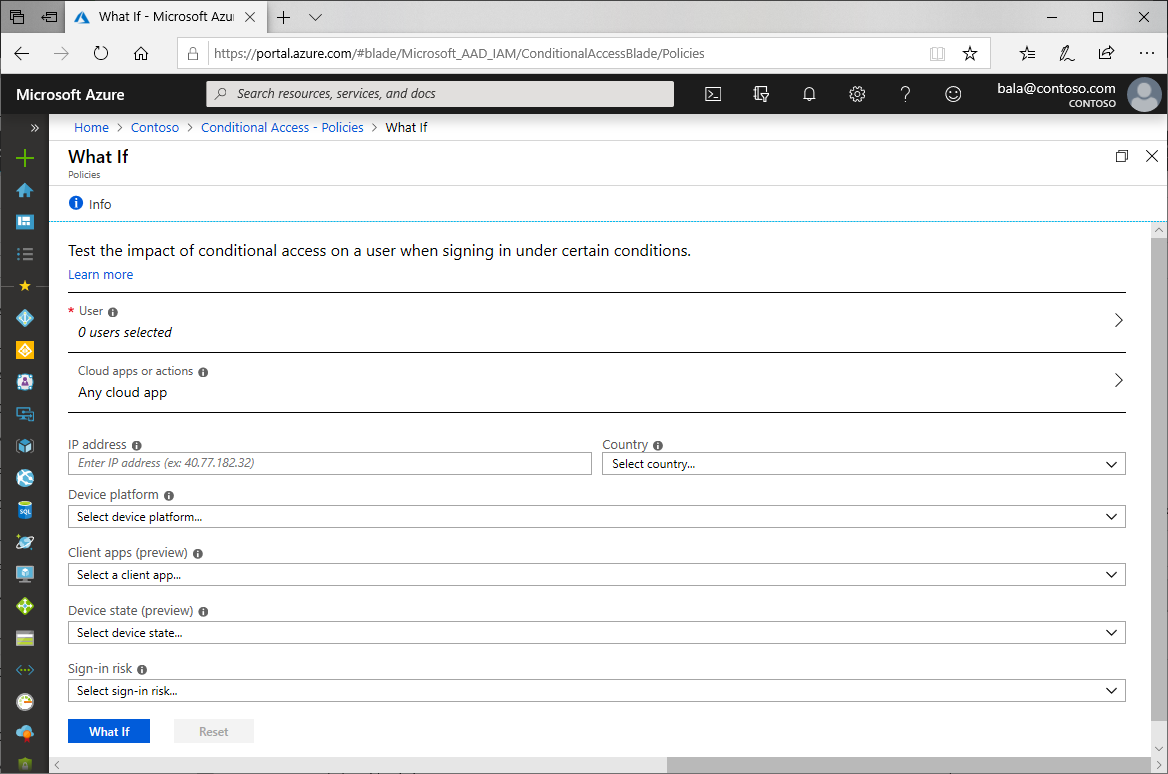 What If - Microsoft Azu
https://portal.azure.com/#blade/Microsoft_AAD_IAM/ConditionalAccessBlade/Policies
Microsoft Azure
Search resources, services, and docs
bala@contoso.com
CONTOSO
Home > Contoso > Conditional Access - Policies > What If
What If
Policies
Info
Test the impact of conditional access on a user when signing in under certain conditions.
Learn more
* User
0 users selected
Cloud apps or actions
Any cloud app
IP address Country
Enter IP address (ex: 40.77.182.32) Select country...
Device platform
Select device platform...
Client apps (preview)
Select a client app...
Device state (preview)
Select device state...
Sign-in risk
Select sign-in risk...
What If Reset